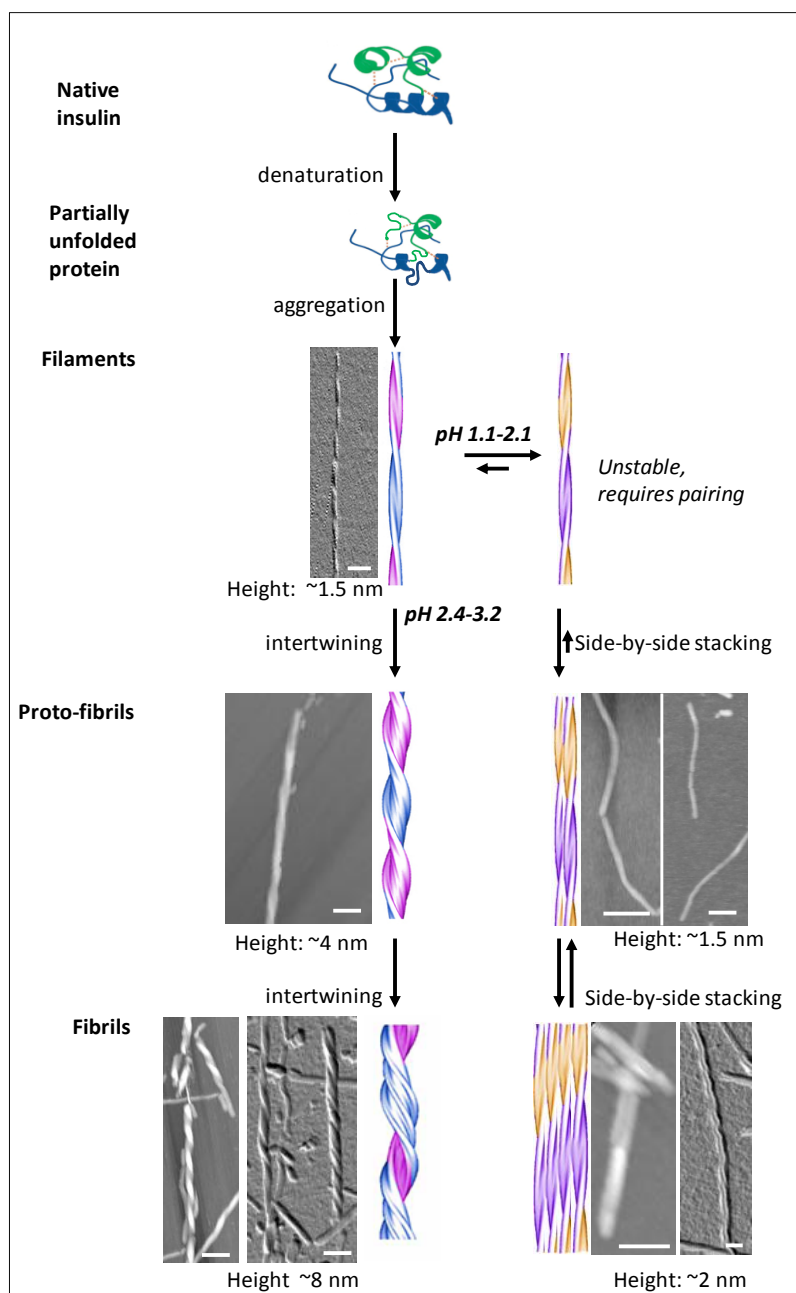 Native
insulin
denaturation
Partially
unfolded
protein
aggregation
Filaments
pH 1.1-2.1
Unstable,
requires pairing
Height: ~1.5 nm
pH 2.4-3.2
intertwining
Side-by-side stacking
Proto-fibrils
Height: ~4 nm
Height: ~1.5 nm
intertwining
Side-by-side stacking
Fibrils
Height ~8 nm
Height: ~2 nm